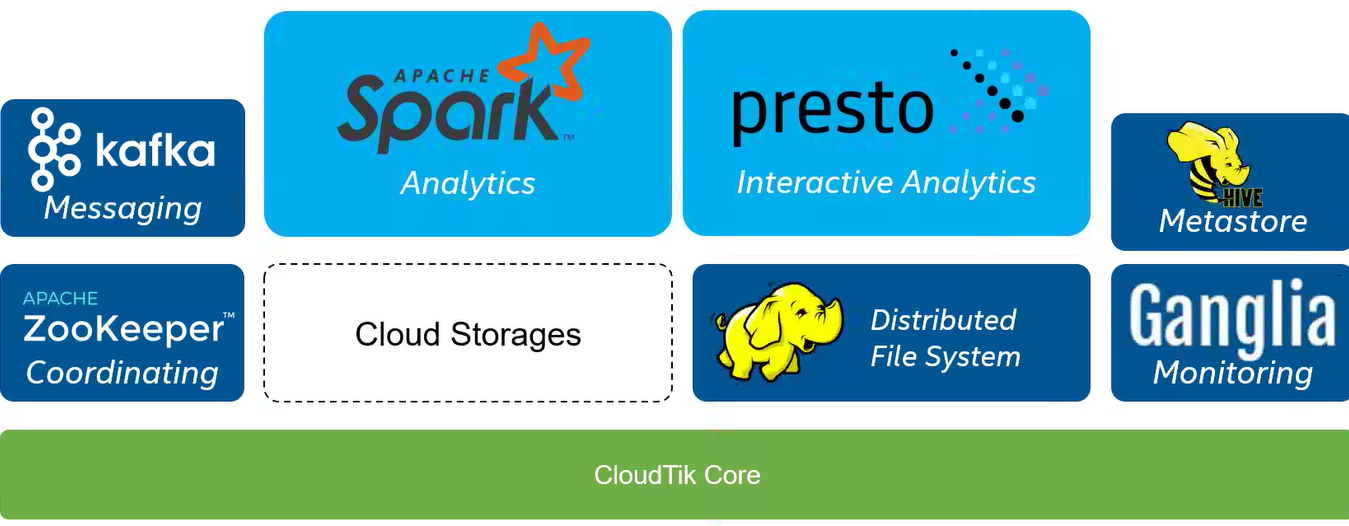 kafka
Messaging
APACHE
Spark™
Analytics
presto
Interactive Analytics
HIVE
Metastore
APACHE
ZooKeeper™
Coordinating
Cloud Storages
Distributed
File System
Ganglia
Monitoring
CloudTik Core